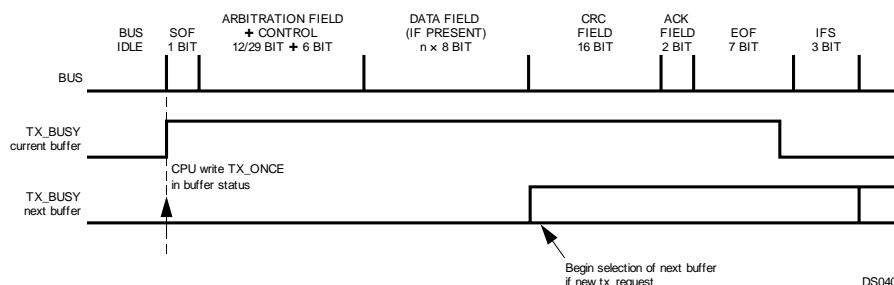 BUS
IDLE
SOF
1 BIT
ARBITRATION FIELD
+ CONTROL
12/29 BIT + 6 BIT
DATA FIELD
(IF PRESENT)
n x 8 BIT
CRC
FIELD
16 BIT
ACK
FIELD
2 BIT
EOF
7 BIT
IFS
3 BIT
BUS
TX_BUSY
current buffer
CPU write TX_ONCE
in buffer status
TX_BUSY
next buffer
Begin selection of next buffer
if new tx_request
DS040